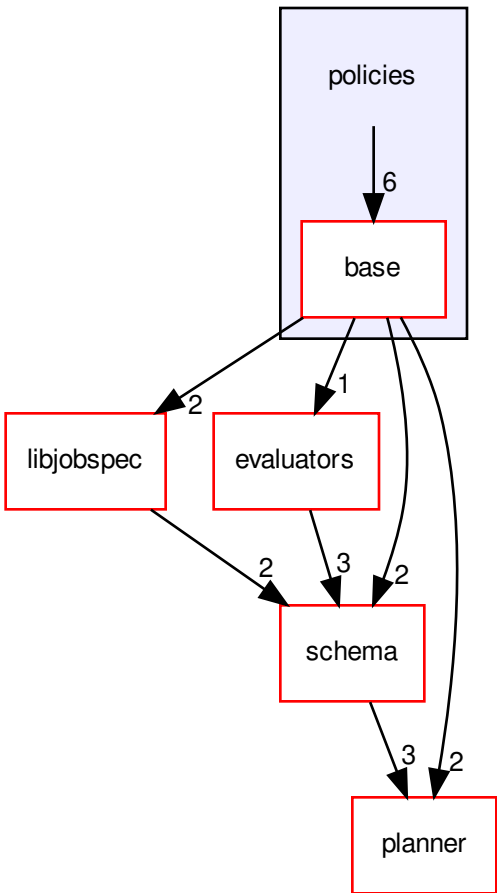 policies
6
base
2
1
libjobspec
evaluators
2
3
2
schema
3
2
planner